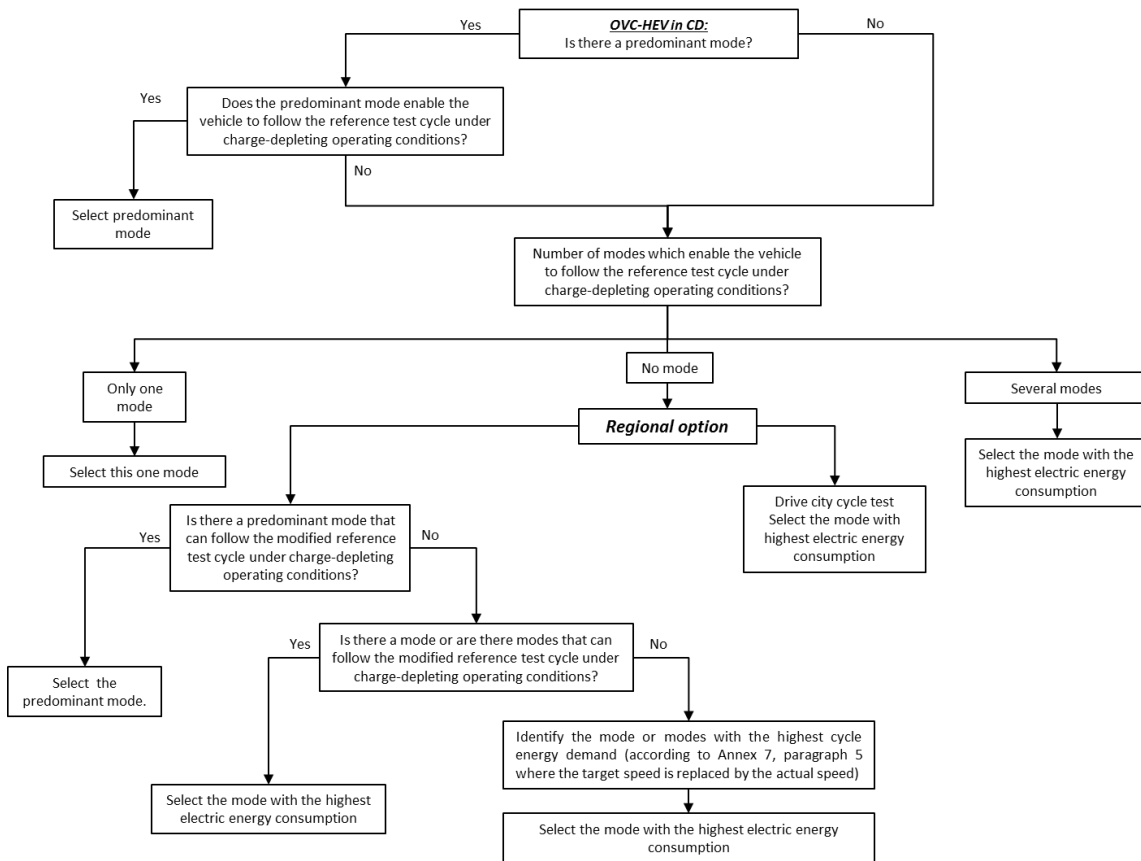 OVC-HEV in CD:
Is there a predominant mode?
Yes
No
Does the predominant mode enable the
vehicle to follow the reference test cycle under
charge-depleting operating conditions?
Yes
No
Select predominant
mode
Number of modes which enable the vehicle
to follow the reference test cycle under
charge-depleting operating conditions?
Only one
mode
No mode
Several modes
Select this one mode
Regional option
Select the mode with the
highest electric energy
consumption
Drive city cycle test
Select the mode with
highest electric energy
consumption
Is there a predominant mode that
can follow the modified reference
test cycle under charge-depleting
operating conditions?
Yes
No
Select the
predominant mode.
Is there a mode or are there modes that can
follow the modified reference test cycle under
charge-depleting operating conditions?
Yes
No
Select the mode with the highest
electric energy consumption
Identify the mode or modes with the highest cycle
energy demand (according to Annex 7, paragraph 5
where the target speed is replaced by the actual speed)
Select the mode with the highest electric energy
consumption